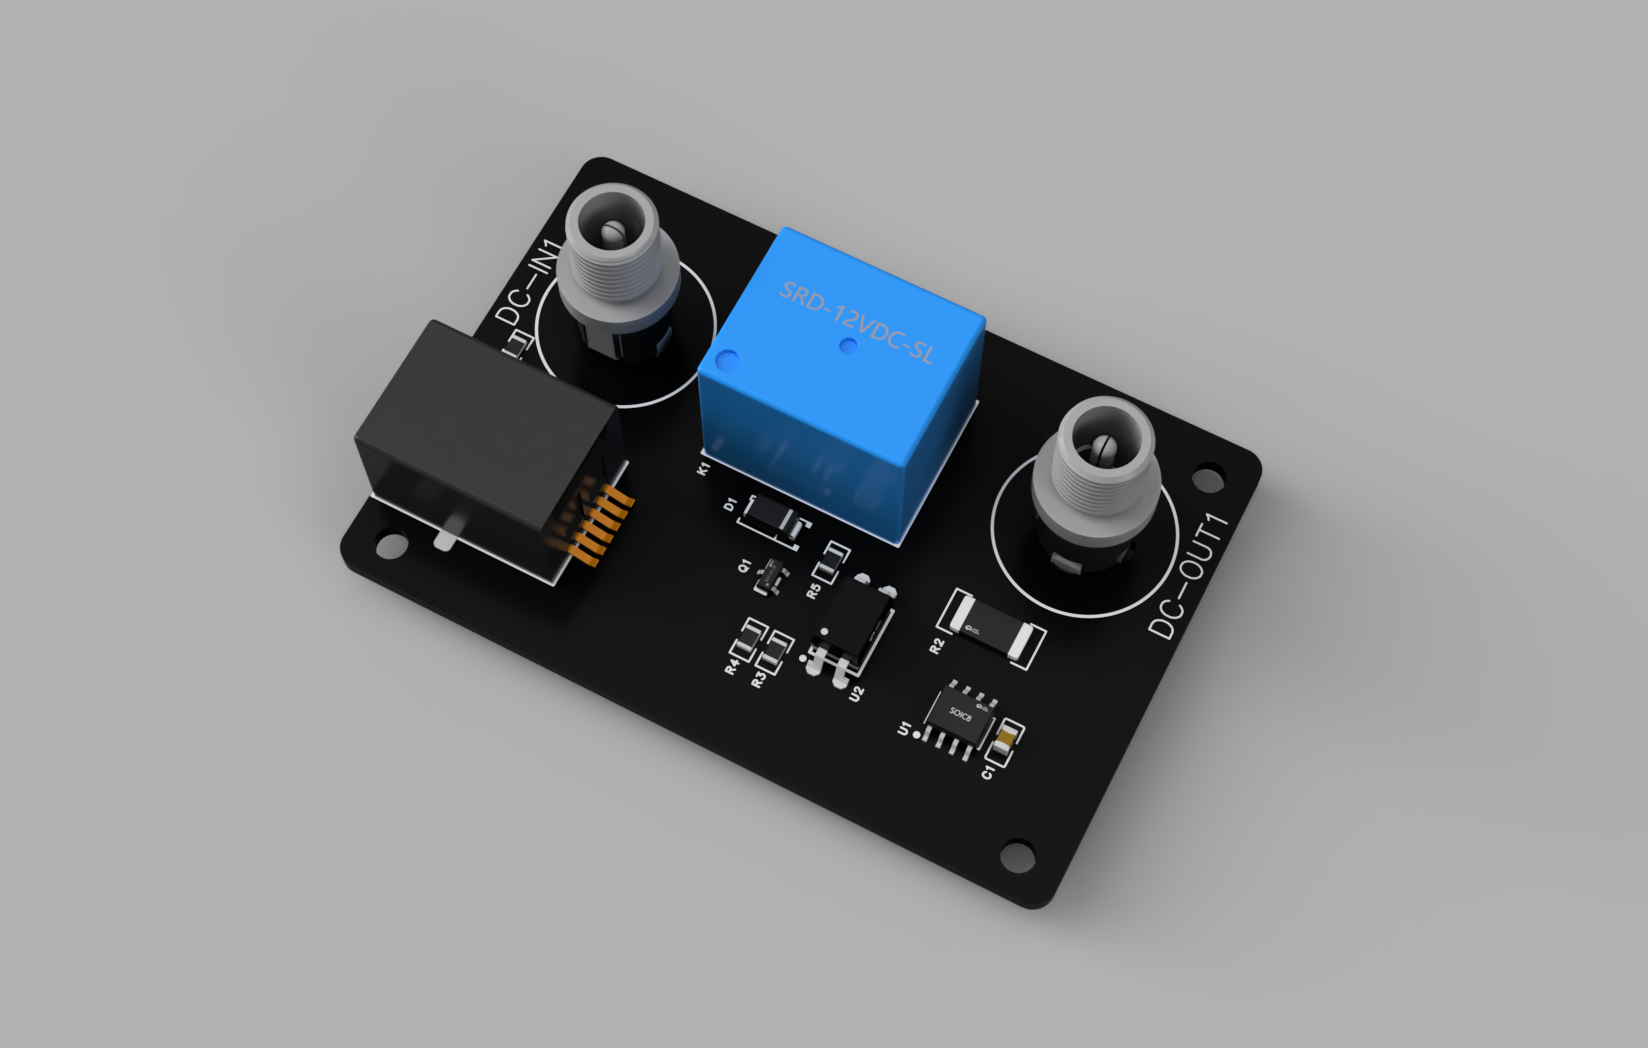 DC-IN1
SRD-12VDC-SL
K1
D1
Q1
R5
R4
R3
U2
R2
DC-OUT1
U1
SOIC8
C1